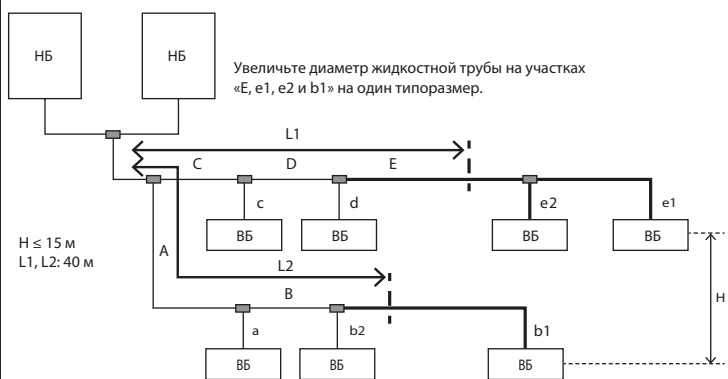 НБ
НБ
Увеличьте диаметр жидкостной трубы на участках
«E, e1, e2 и b1» на один типоразмер.
L1
C
D
E
c
d
e2
e1
ВБ
ВБ
ВБ
ВБ
H ≤ 15 м
L1, L2: 40 м
A
L2
H
B
a
b2
b1
ВБ
ВБ
ВБ